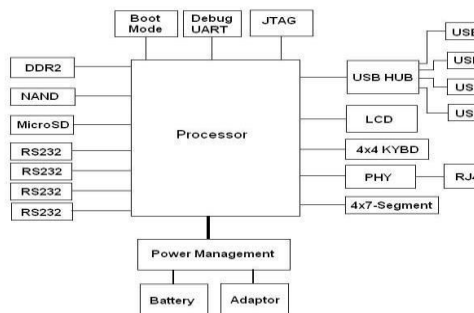 Boot
Mode
Debug
UART
JTAG
DDR2
NAND
MicroSD
RS232
RS232
RS232
RS232
Processor
USB HUB
LCD
4x4 KYBD
PHY
4x7-Segment
Power Management
Battery
Adaptor